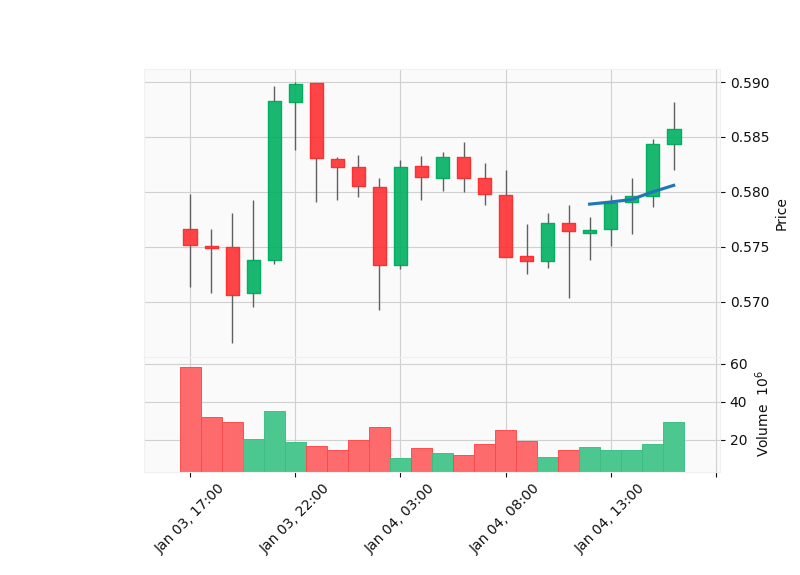 0.590
0.585
0.580
0.575
0.570
Price
60
40
20
Volume 10^6
Jan 03, 17:00
Jan 03, 22:00
Jan 04, 03:00
Jan 04, 08:00
Jan 04, 13:00